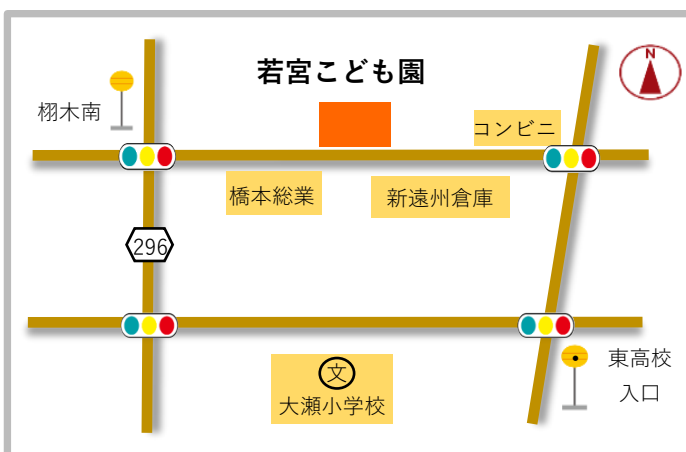 若宮こども園
N
栩木南
コンビニ
橋本総業
新遠州倉庫
296
文
大瀬小学校
東高校
入口